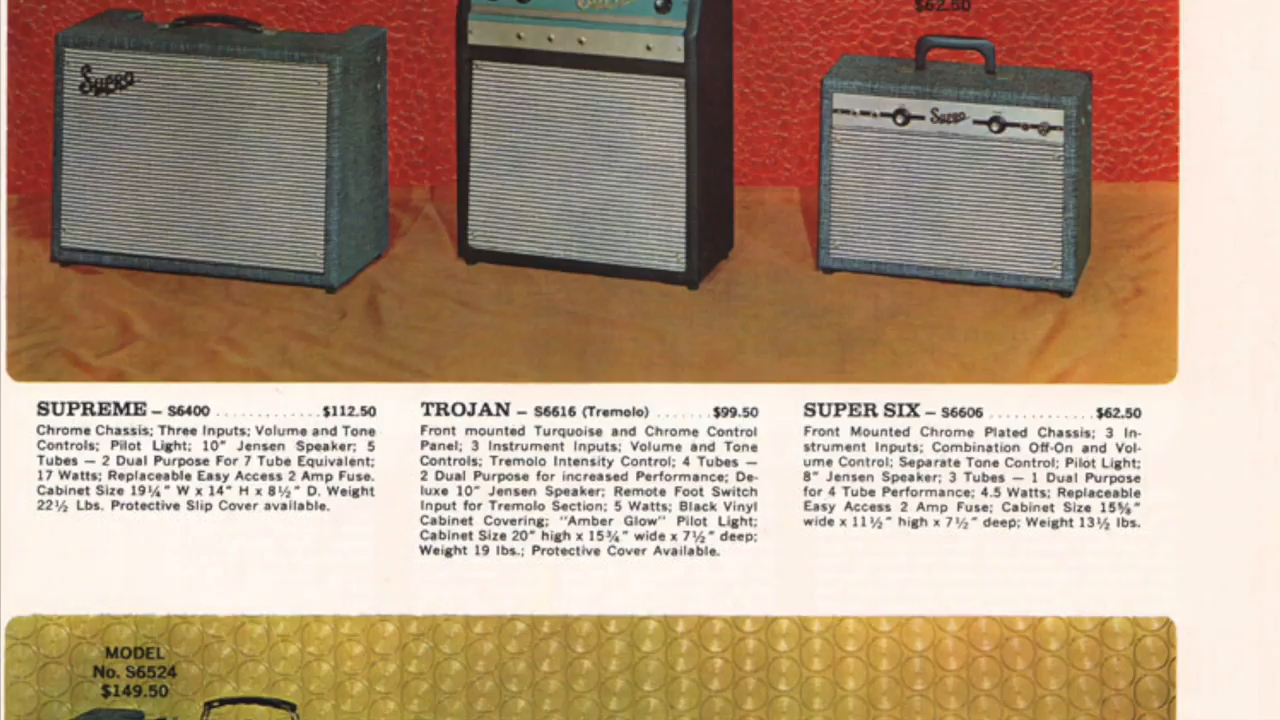 $62.50
Supro
Supro
Supro
SUPREME – S6400 ............$112.50
Chrome Chassis; Three Inputs; Volume and Tone
Controls; Pilot Light; 10" Jensen Speaker; 5
Tubes — 2 Dual Purpose For 7 Tube Equivalent;
17 Watts; Replaceable Easy Access 2 Amp Fuse.
Cabinet Size 19¼" W x 14" H x 8½" D. Weight
22½ Lbs. Protective Slip Cover available.
TROJAN – S6616 (Tremolo) .......$99.50
Front mounted Turquoise and Chrome Control
Panel; 3 Instrument Inputs; Volume and Tone
Controls; Tremolo Intensity Control; 4 Tubes —
2 Dual Purpose for increased Performance; De-
luxe 10" Jensen Speaker; Remote Foot Switch
Input for Tremolo Section; 5 Watts; Black Vinyl
Cabinet Covering; "Amber Glow" Pilot Light;
Cabinet Size 20" high x 15¾" wide x 7½" deep;
Weight 19 lbs.; Protective Cover Available.
SUPER SIX – S6606 ............$62.50
Front Mounted Chrome Plated Chassis; 3 In-
strument Inputs; Combination Off-On and Vol-
ume Control; Separate Tone Control; Pilot Light;
8" Jensen Speaker; 3 Tubes — 1 Dual Purpose
for 4 Tube Performance; 4.5 Watts; Replaceable
Easy Access 2 Amp Fuse; Cabinet Size 15⅝"
wide x 11½" high x 7½" deep; Weight 13½ lbs.
MODEL
No. S6524
$149.50